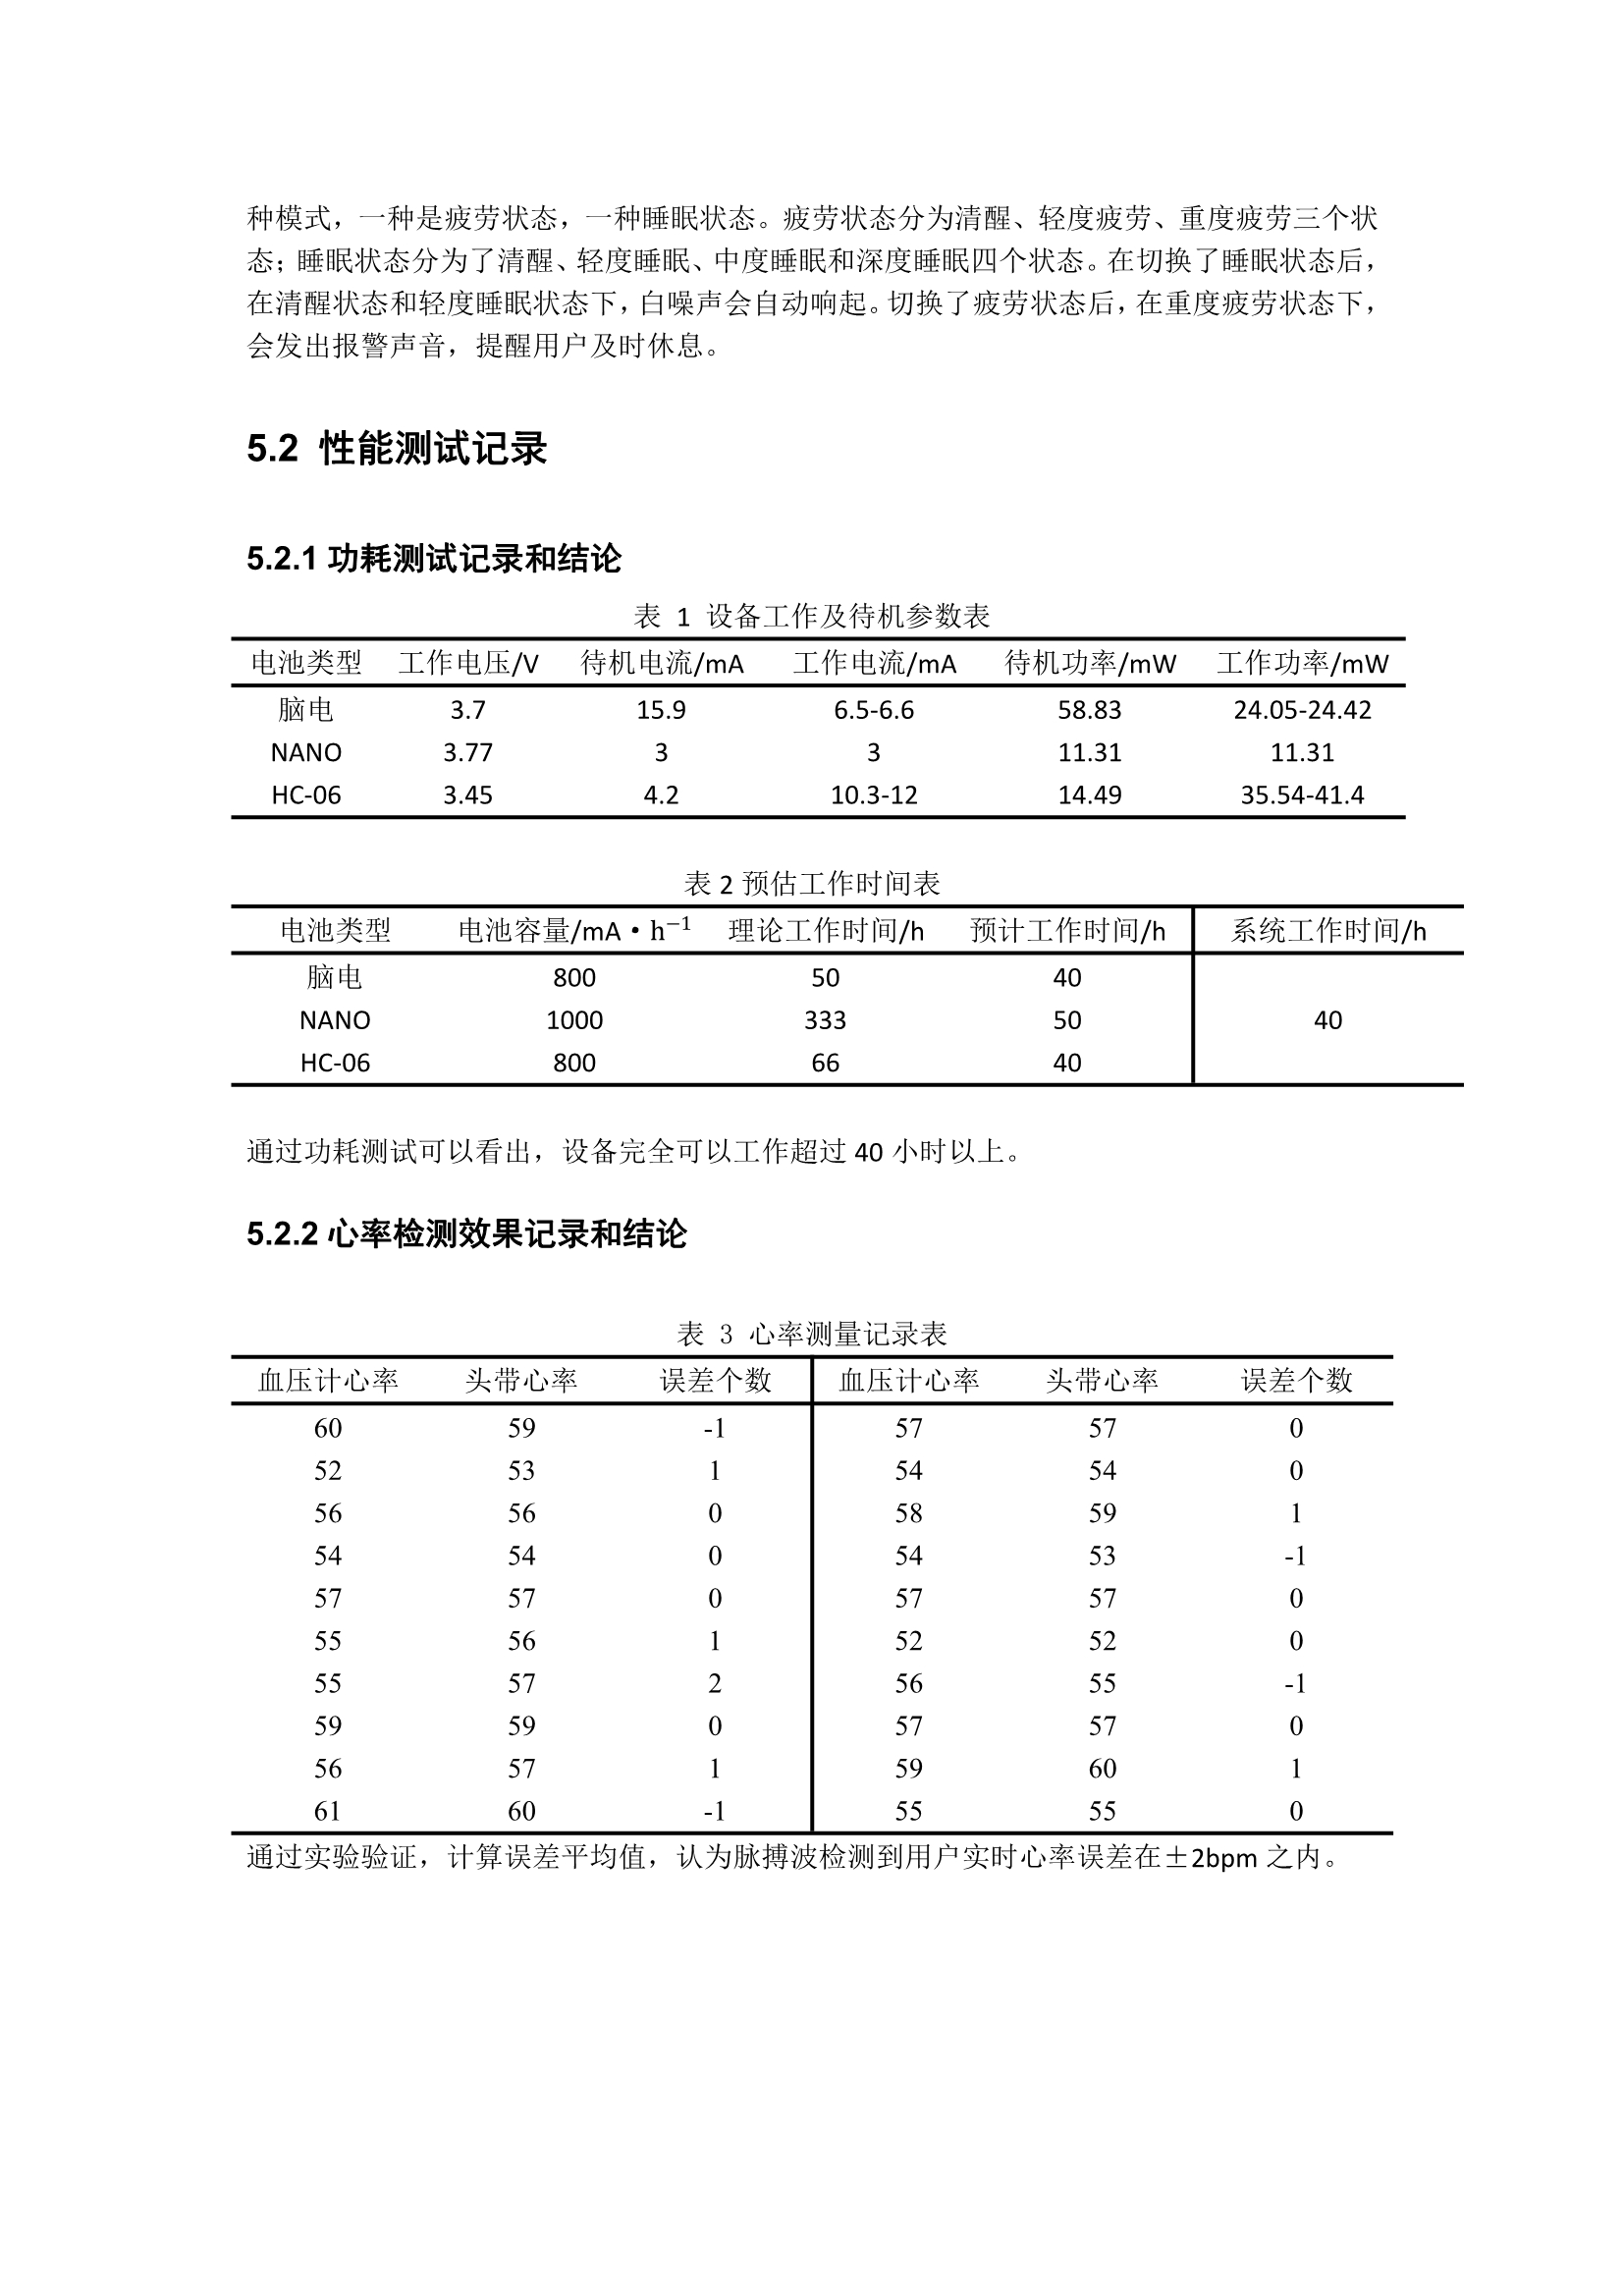 种模式，一种是疲劳状态，一种睡眠状态。疲劳状态分为清醒、轻度疲劳、重度疲劳三个状
态；睡眠状态分为了清醒、轻度睡眠、中度睡眠和深度睡眠四个状态。在切换了睡眠状态后，
在清醒状态和轻度睡眠状态下，白噪声会自动响起。切换了疲劳状态后，在重度疲劳状态下，
会发出报警声音，提醒用户及时休息。
5.2 性能测试记录
5.2.1 功耗测试记录和结论
表 1 设备工作及待机参数表
电池类型 工作电压/V 待机电流/mA 工作电流/mA 待机功率/mW 工作功率/mW
脑电 3.7 15.9 6.5-6.6 58.83 24.05-24.42
NANO 3.77 3 3 11.31 11.31
HC-06 3.45 4.2 10.3-12 14.49 35.54-41.4
表 2 预估工作时间表
电池类型 电池容量/mA·h⁻¹ 理论工作时间/h 预计工作时间/h 系统工作时间/h
脑电 800 50 40
NANO 1000 333 50 40
HC-06 800 66 40
通过功耗测试可以看出，设备完全可以工作超过 40 小时以上。
5.2.2 心率检测效果记录和结论
表 3 心率测量记录表
血压计心率 头带心率 误差个数 血压计心率 头带心率 误差个数
60 59 -1 57 57 0
52 53 1 54 54 0
56 56 0 58 59 1
54 54 0 54 53 -1
57 57 0 57 57 0
55 56 1 52 52 0
55 57 2 56 55 -1
59 59 0 57 57 0
56 57 1 59 60 1
61 60 -1 55 55 0
通过实验验证，计算误差平均值，认为脉搏波检测到用户实时心率误差在±2bpm 之内。